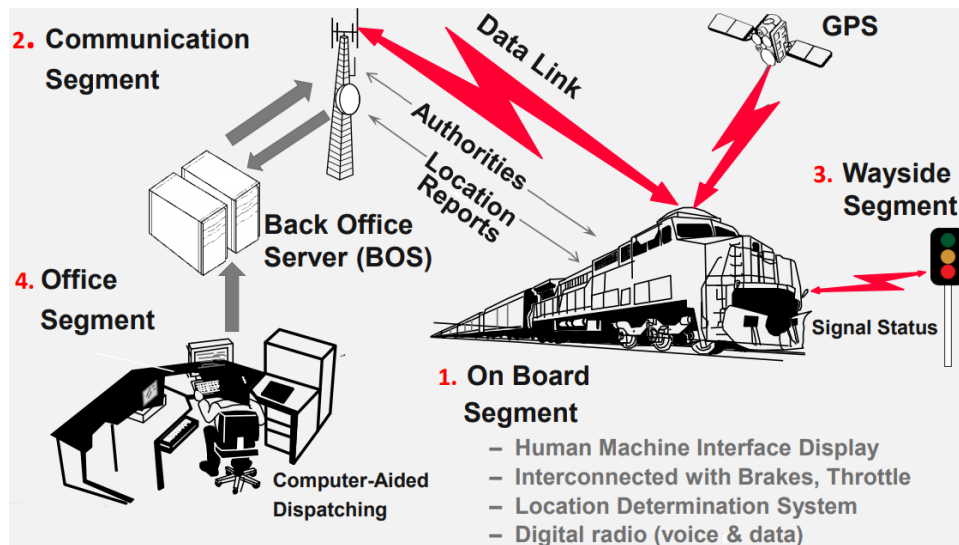 2. Communication
Segment
Data Link
GPS
Authorities
Location
Reports
3. Wayside
Segment
Back Office
Server (BOS)
4. Office
Segment
Signal Status
1. On Board
Segment
– Human Machine Interface Display
– Interconnected with Brakes, Throttle
– Location Determination System
– Digital radio (voice & data)
Computer-Aided
Dispatching